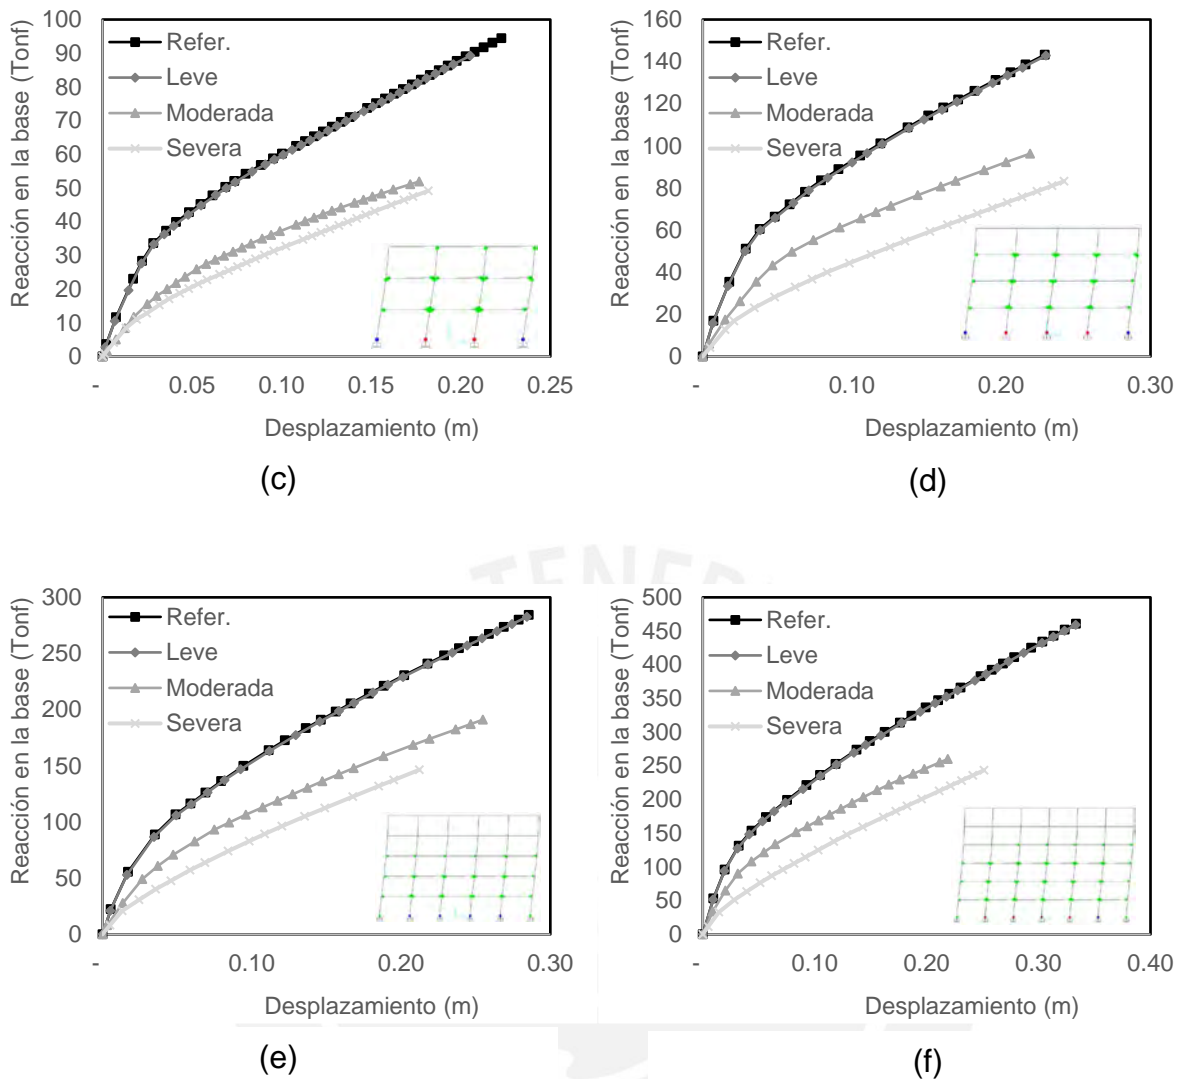 Reacción en la base (Tonf)
100
90
80
70
60
50
40
30
20
10
0
Refer.
Leve
Moderada
Severa
- 0.05 0.10 0.15 0.20 0.25
Desplazamiento (m)
(c)
Reacción en la base (Tonf)
160
140
120
100
80
60
40
20
0
Refer.
Leve
Moderada
Severa
- 0.10 0.20 0.30
Desplazamiento (m)
(d)
TENEB
Reacción en la base (Tonf)
300
250
200
150
100
50
0
Refer.
Leve
Moderada
Severa
- 0.10 0.20 0.30
Desplazamiento (m)
(e)
Reacción en la base (Tonf)
500
450
400
350
300
250
200
150
100
50
0
Refer.
Leve
Moderada
Severa
- 0.10 0.20 0.30 0.40
Desplazamiento (m)
(f)